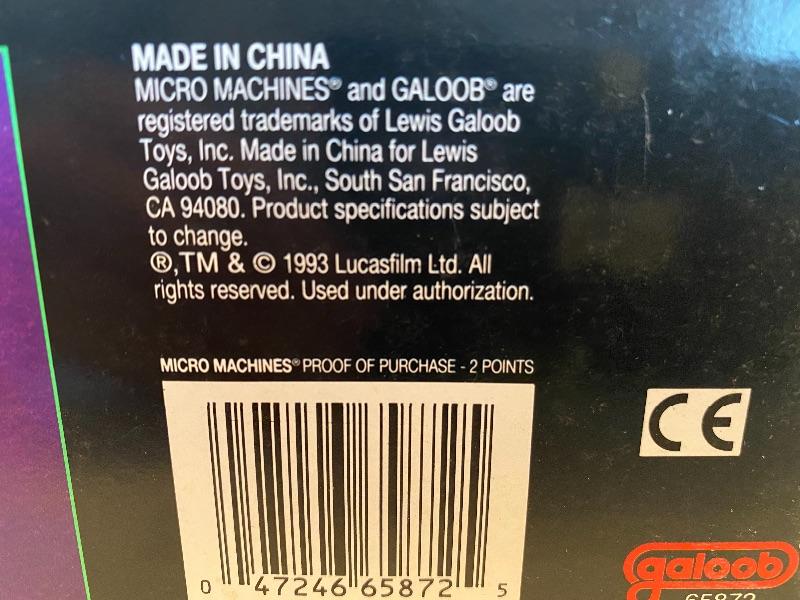 MADE IN CHINA
MICRO MACHINES® and GALOOB® are
registered trademarks of Lewis Galoob
Toys, Inc. Made in China for Lewis
Galoob Toys, Inc., South San Francisco,
CA 94080. Product specifications subject
to change.
®,TM & © 1993 Lucasfilm Ltd. All
rights reserved. Used under authorization.
MICRO MACHINES® PROOF OF PURCHASE - 2 POINTS
CE
0 47246 65872 5
galoob
65872